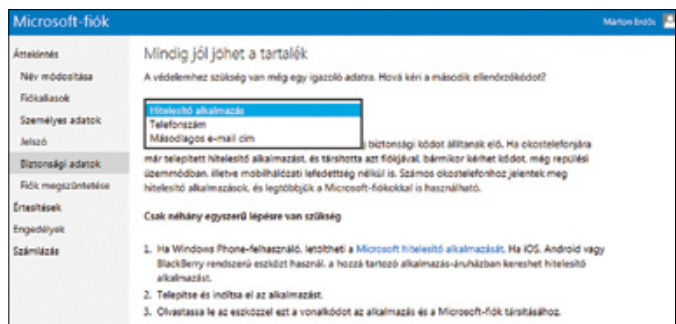 Microsoft-fiók
Márton Erdős
Áttekintés
Név módosítása
Fiókaliasok
Személyes adatok
Jelszó
Biztonsági adatok
Fiók megszüntetése
Értesítések
Engedélyek
Számlázás
Mindig jól jöhet a tartalék
A védelemhez szükség van még egy igazoló adatra. Hová kéri a második ellenőrzőkódot?
Hitelesítő alkalmazás
Telefonszám
Másodlagos e-mail cím
biztonsági kódot állítanak elő. Ha okostelefonjára
már telepített hitelesítő alkalmazást, és társította azt fiókjával, bármikor kérhet kódot, még repülési
üzemmódban, illetve mobilhálózati lefedettség nélkül is. Számos okostelefonhoz jelentek meg
hitelesítő alkalmazások, és legtöbbjük a Microsoft-fiókokkal is használható.
Csak néhány egyszerű lépésre van szükség
1. Ha Windows Phone-felhasználó, letöltheti a Microsoft hitelesítő alkalmazását. Ha iOS, Android vagy
BlackBerry rendszerű eszközt használ, a hozzá tartozó alkalmazás-áruházban kereshet hitelesítő
alkalmazást.
2. Telepítse és indítsa el az alkalmazást.
3. Olvastassa le az eszközzel ezt a vonalkódot az alkalmazás és a Microsoft-fiók társításához.